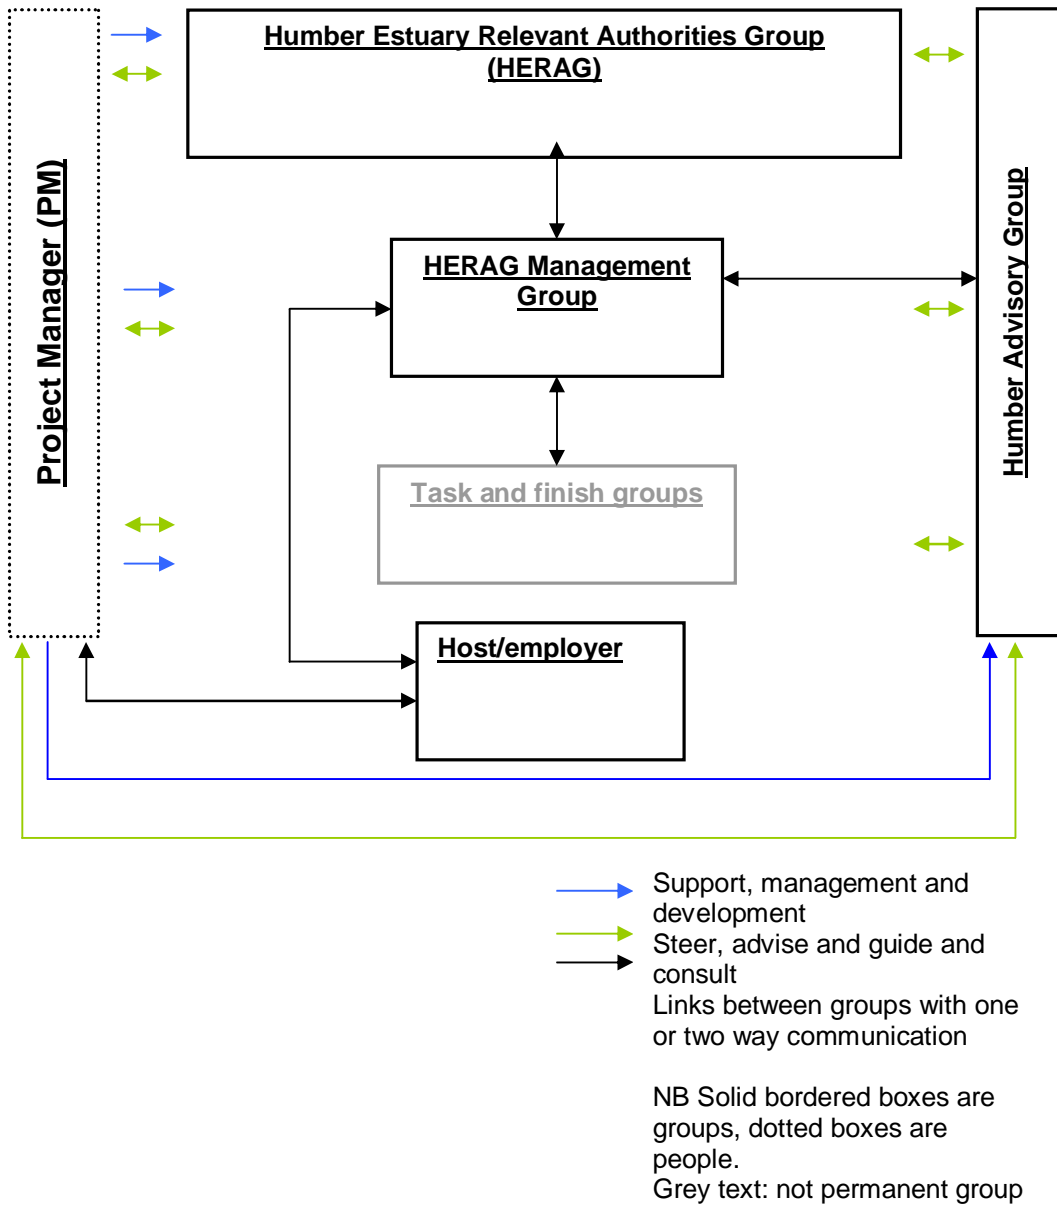 Humber Estuary Relevant Authorities Group
(HERAG)
Project Manager (PM)
HERAG Management
Group
Humber Advisory Group
Task and finish groups
Host/employer
Support, management and
development
Steer, advise and guide and
consult
Links between groups with one
or two way communication
NB Solid bordered boxes are
groups, dotted boxes are
people.
Grey text: not permanent group